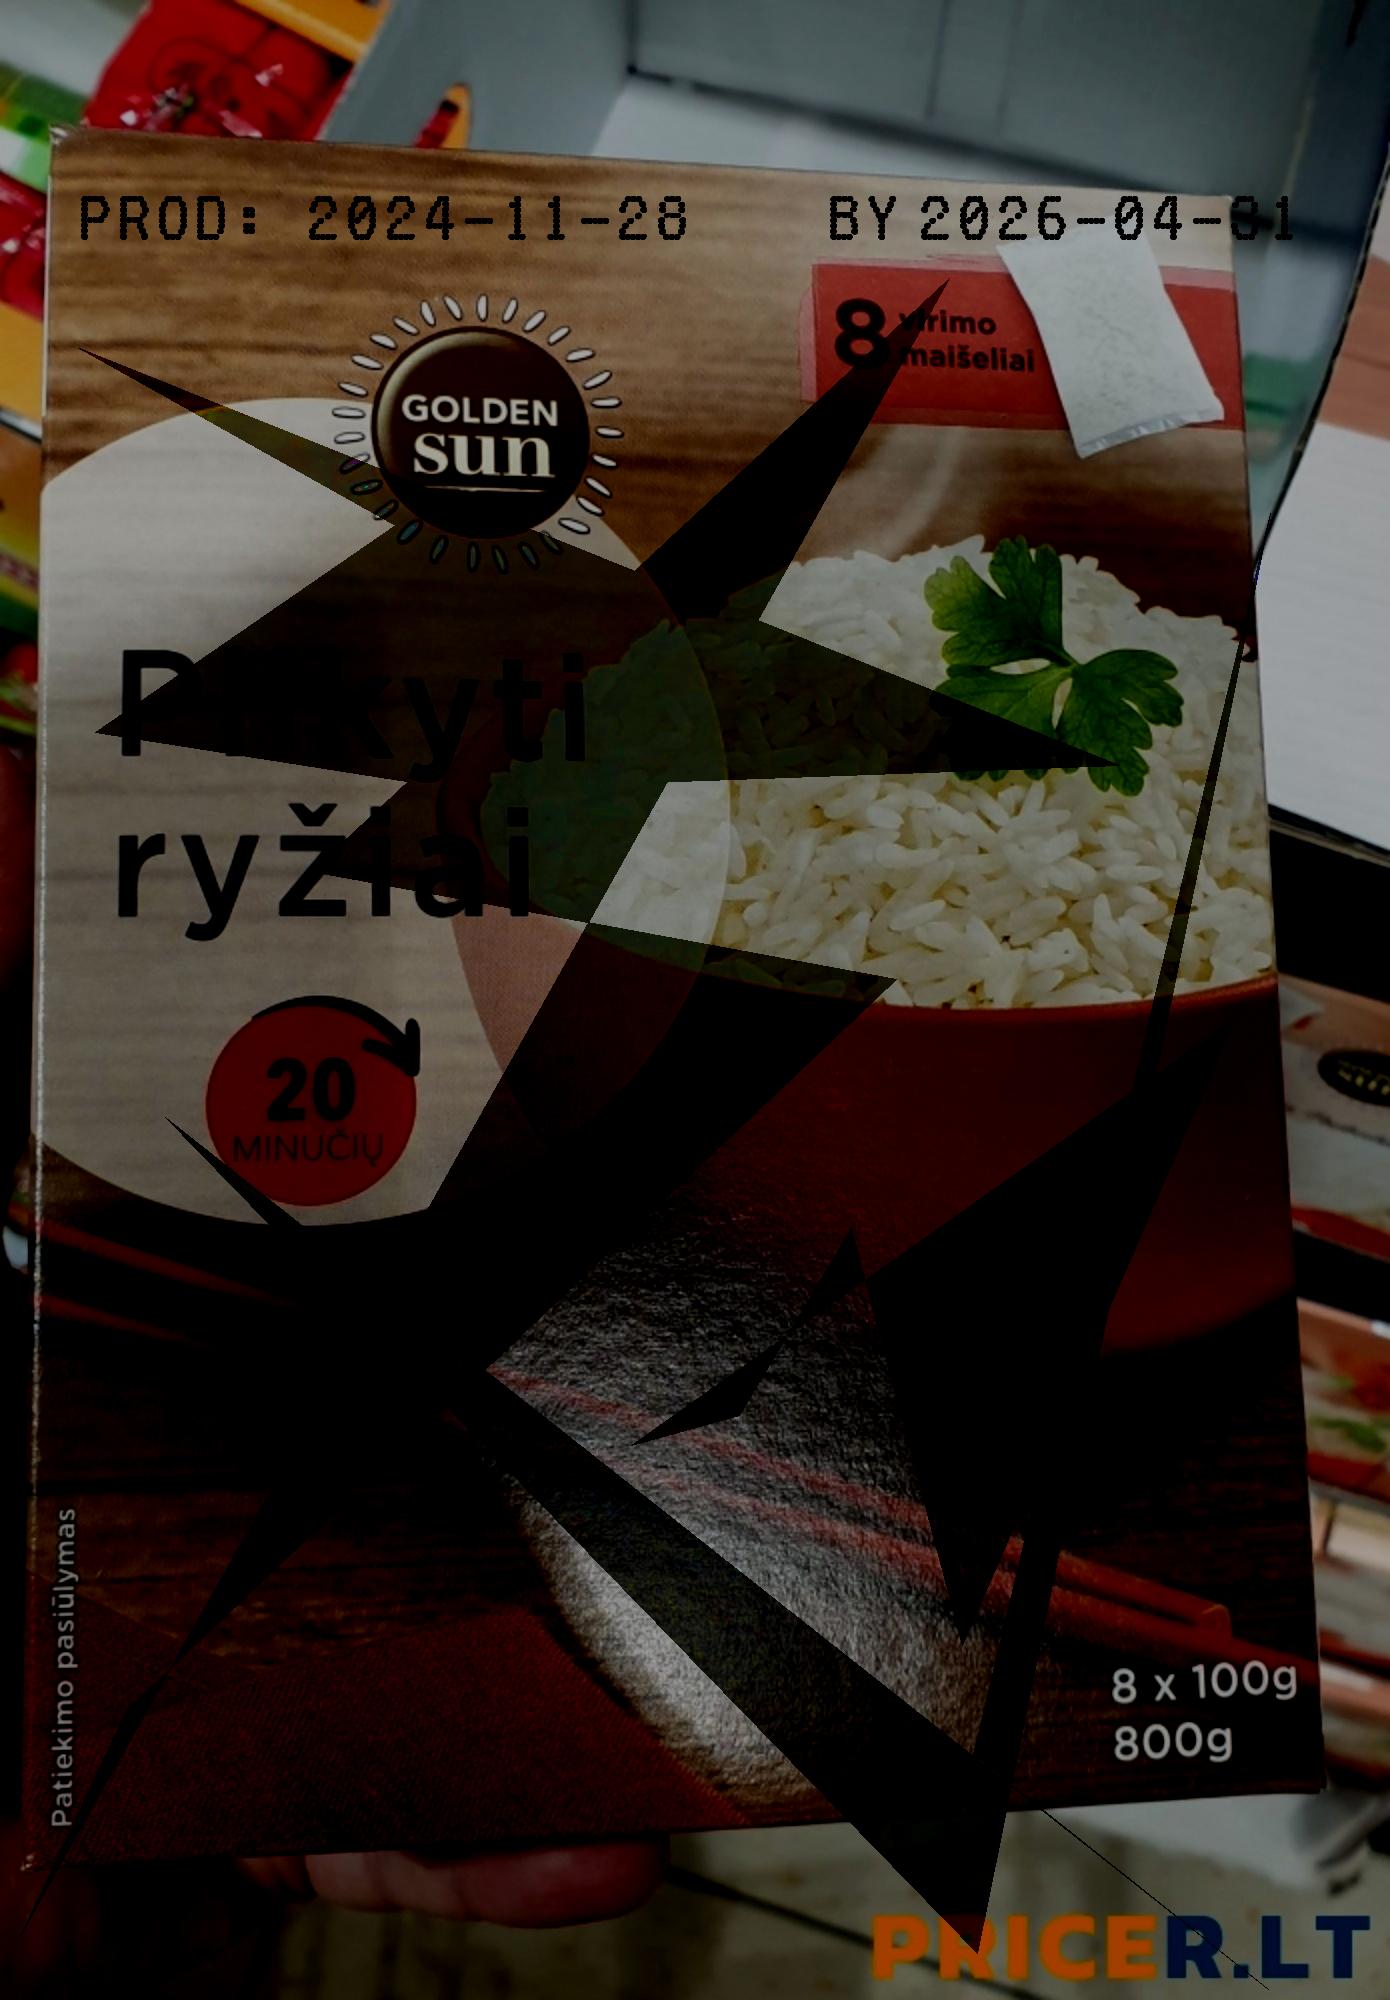 PROD: 2024-11-28 BY 2026-04-
8 virimo
maišeliai
GOLDEN
sun
ryžiai
20
MINUČIŲ
Patiekimo pasiūlymas
8 x 100g
800g
PRICER.LT